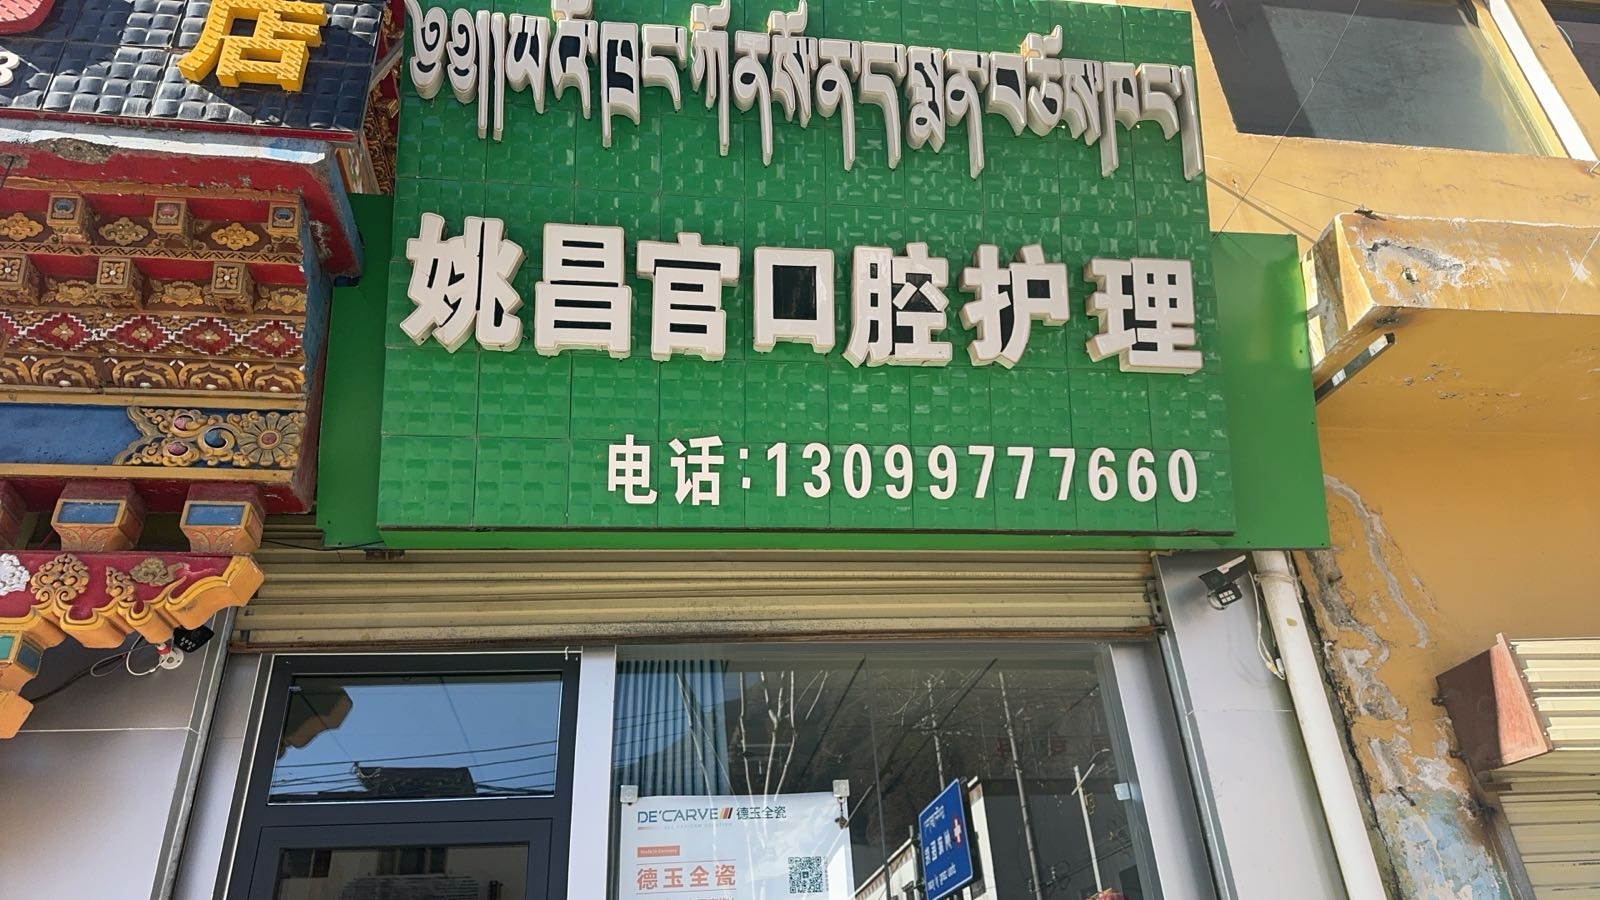 店
༄༅།།ཡའོ་ཁྲང་ཀོན་སོ་ནད་སྨན་བཅོས་ཁང་།
姚昌官口腔护理
电话:13099777660
DE'CARVE 德玉全瓷
德玉全瓷